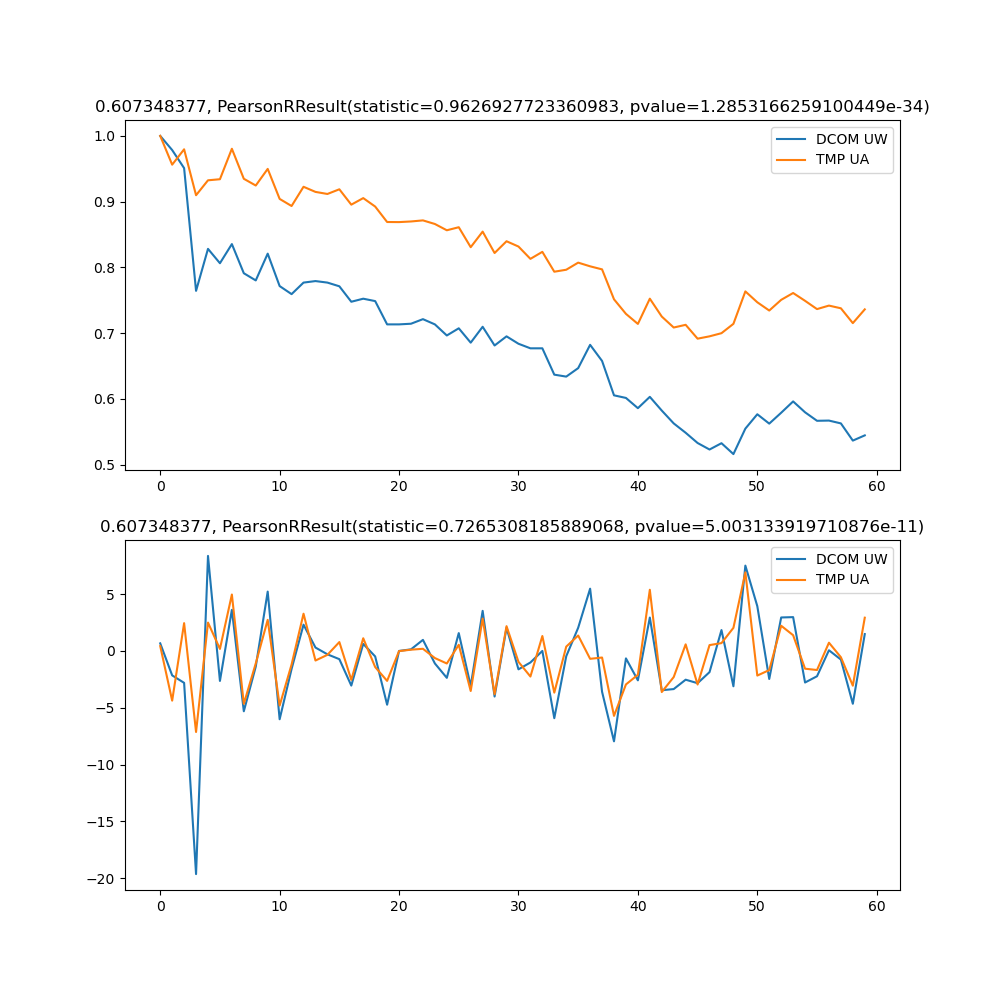 0.607348377, PearsonRResult(statistic=0.9626927723360983, pvalue=1.2853166259100449e-34)
DCOM UW
TMP UA
1.0
0.9
0.8
0.7
0.6
0.5
0 10 20 30 40 50 60
0.607348377, PearsonRResult(statistic=0.7265308185889068, pvalue=5.003133919710876e-11)
DCOM UW
TMP UA
5
0
−5
−10
−15
−20
0 10 20 30 40 50 60